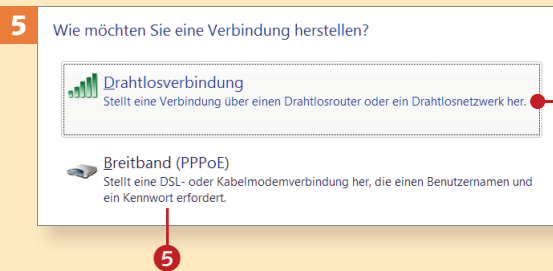 5
Wie möchten Sie eine Verbindung herstellen?
Drahtlosverbindung
Stellt eine Verbindung über einen Drahtlosrouter oder ein Drahtlosnetzwerk her.
Breitband (PPPoE)
Stellt eine DSL- oder Kabelmodemverbindung her, die einen Benutzernamen und
ein Kennwort erfordert.
5